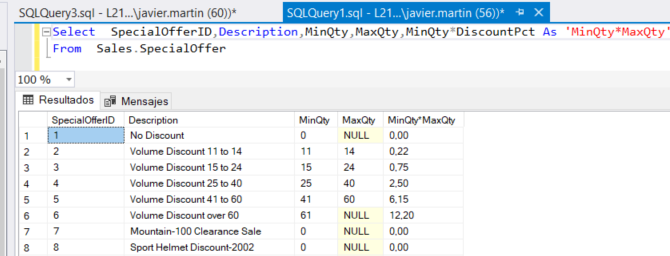 SQLQuery3.sql - L21...\javier.martin (60))*
SQLQuery1.sql - L21...\javier.martin (56))*
Select SpecialOfferID,Description,MinQty,MaxQty,MinQty*DiscountPct As 'MinQty*MaxQty'
From Sales.SpecialOffer
100 %
Resultados Mensajes
SpecialOfferID Description MinQty MaxQty MinQty*MaxQty
1 1 No Discount 0 NULL 0,00
2 2 Volume Discount 11 to 14 11 14 0,22
3 3 Volume Discount 15 to 24 15 24 0,75
4 4 Volume Discount 25 to 40 25 40 2,50
5 5 Volume Discount 41 to 60 41 60 6,15
6 6 Volume Discount over 60 61 NULL 12,20
7 7 Mountain-100 Clearance Sale 0 NULL 0,00
8 8 Sport Helmet Discount-2002 0 NULL 0,00